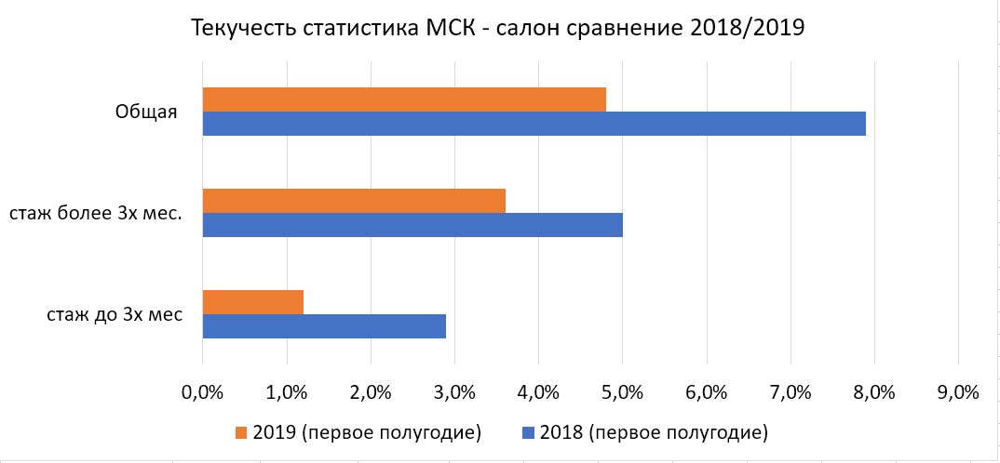 Текучесть статистика МСК - салон сравнение 2018/2019
Общая
стаж более 3х мес.
стаж до 3х мес
0,0% 1,0% 2,0% 3,0% 4,0% 5,0% 6,0% 7,0% 8,0% 9,0%
2019 (первое полугодие) 2018 (первое полугодие)